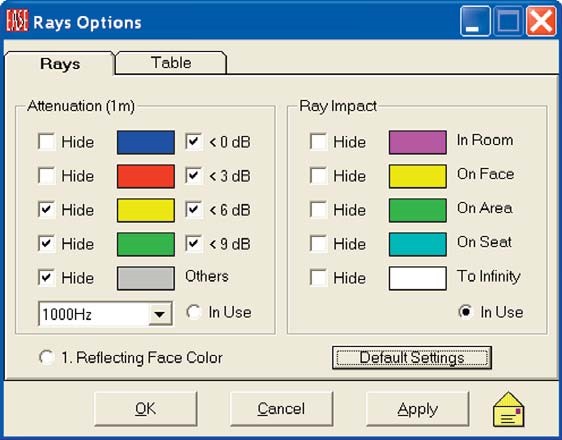 EASE Rays Options
Rays Table
Attenuation (1m)
Hide < 0 dB
Hide < 3 dB
Hide < 6 dB
Hide < 9 dB
Hide Others
1000Hz In Use
Ray Impact
Hide In Room
Hide On Face
Hide On Area
Hide On Seat
Hide To Infinity
In Use
1. Reflecting Face Color
Default Settings
OK Cancel Apply